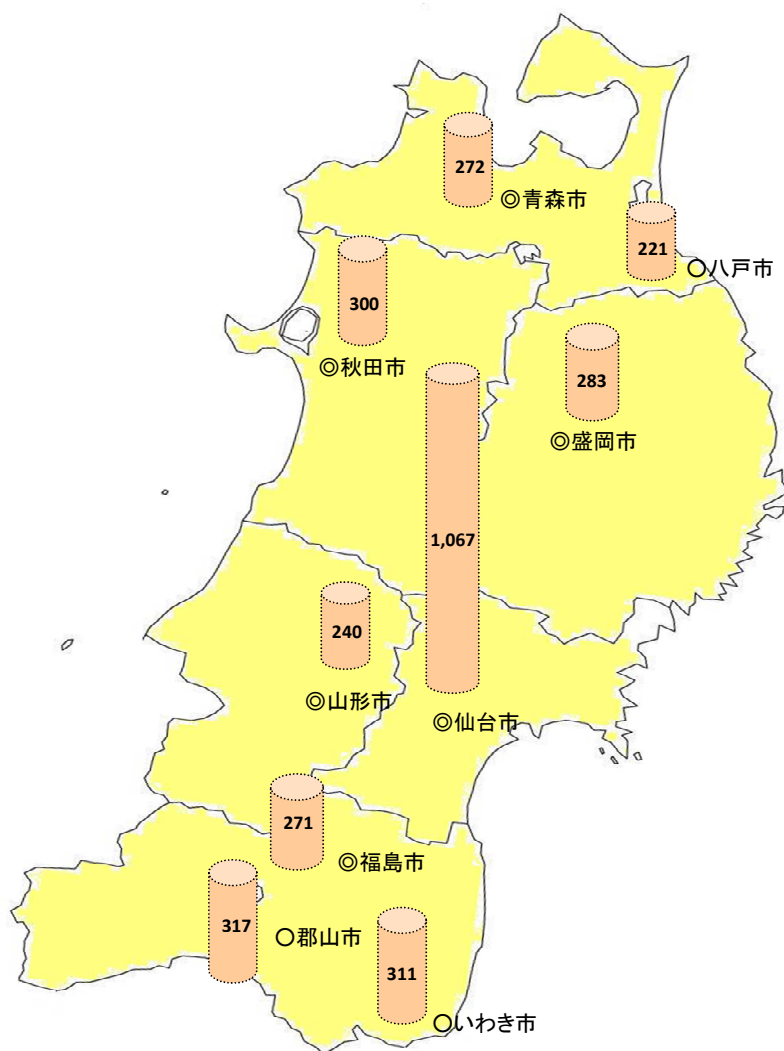 272
◎青森市
221
○八戸市
300
◎秋田市
283
◎盛岡市
1,067
240
◎山形市
◎仙台市
271
◎福島市
317
○郡山市
311
○いわき市